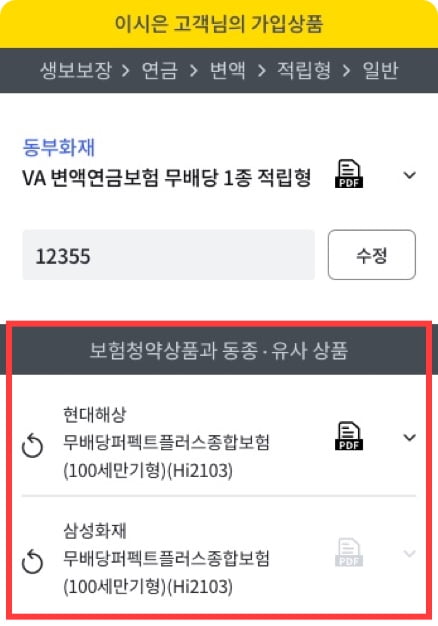 이시은 고객님의 가입상품
생보보장 > 연금 > 변액 > 적립형 > 일반
동부화재
VA 변액연금보험 무배당 1종 적립형
PDF
12355
수정
보험청약상품과 동종·유사 상품
현대해상
무배당퍼펙트플러스종합보험
PDF
(100세만기형)(Hi2103)
삼성화재
무배당퍼펙트플러스종합보험
PDF
(100세만기형)(Hi2103)